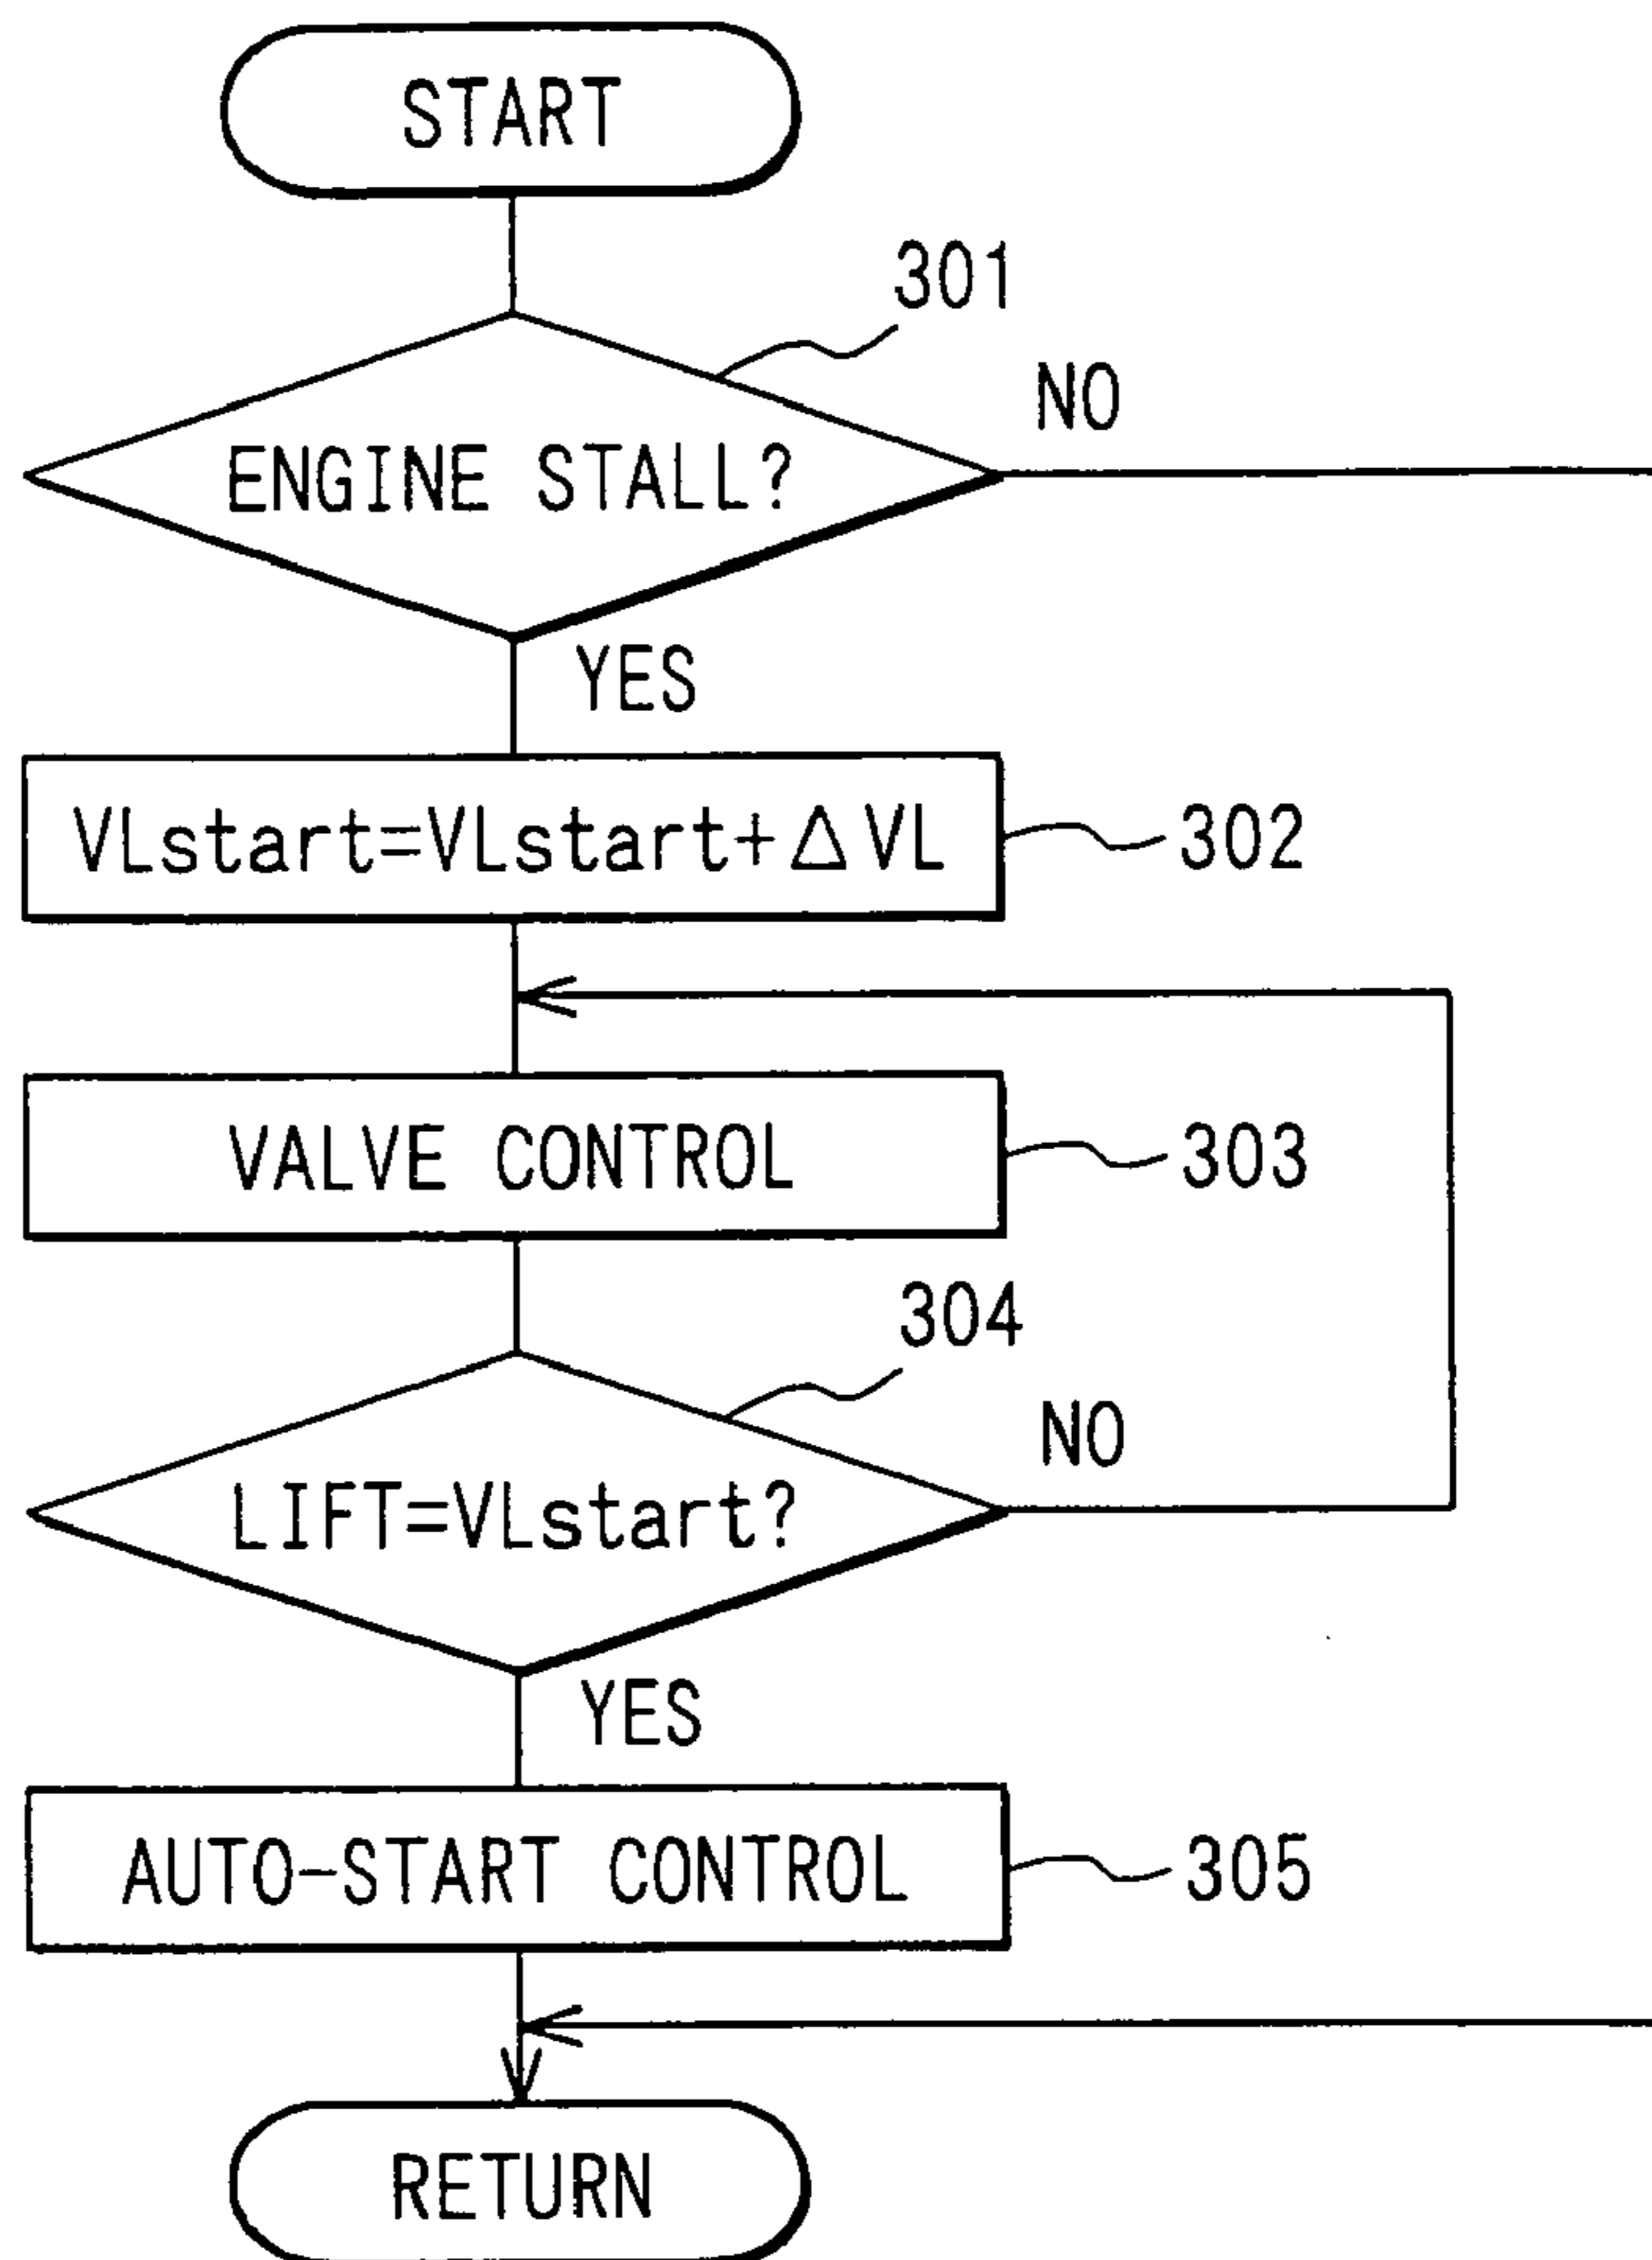 START
301
NO
ENGINE STALL?
YES
VLstart=VLstart+△VL
302
VALVE CONTROL
303
304
NO
LIFT=VLstart?
YES
AUTO-START CONTROL
305
RETURN